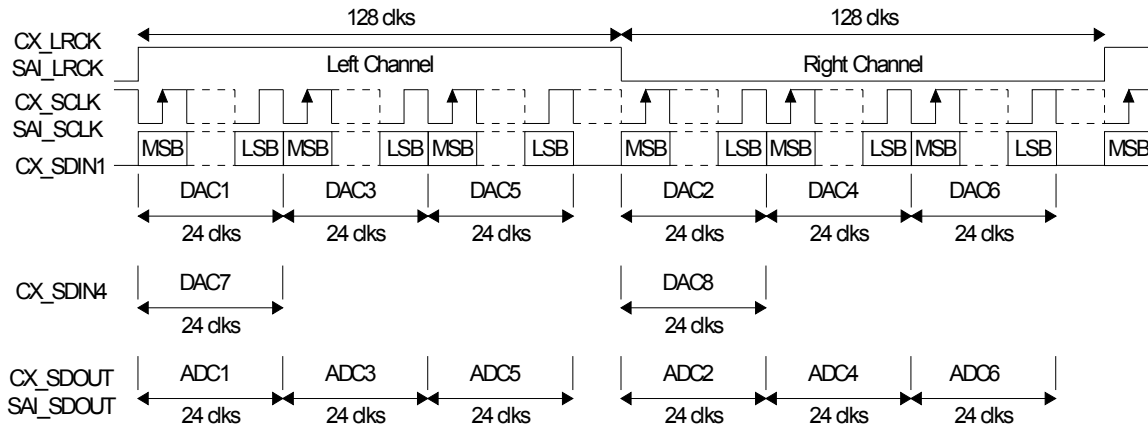 128 clks 128 clks
CX_LRCK
SAI_LRCK Left Channel Right Channel
CX_SCLK
SAI_SCLK
MSB LSB MSB LSB MSB LSB MSB LSB MSB LSB MSB LSB MSB
CX_SDIN1
DAC1 DAC3 DAC5 DAC2 DAC4 DAC6
24 clks 24 clks 24 clks 24 clks 24 clks 24 clks
CX_SDIN4 DAC7 DAC8
24 clks 24 clks
CX_SDOUT ADC1 ADC3 ADC5 ADC2 ADC4 ADC6
SAI_SDOUT 24 clks 24 clks 24 clks 24 clks 24 clks 24 clks